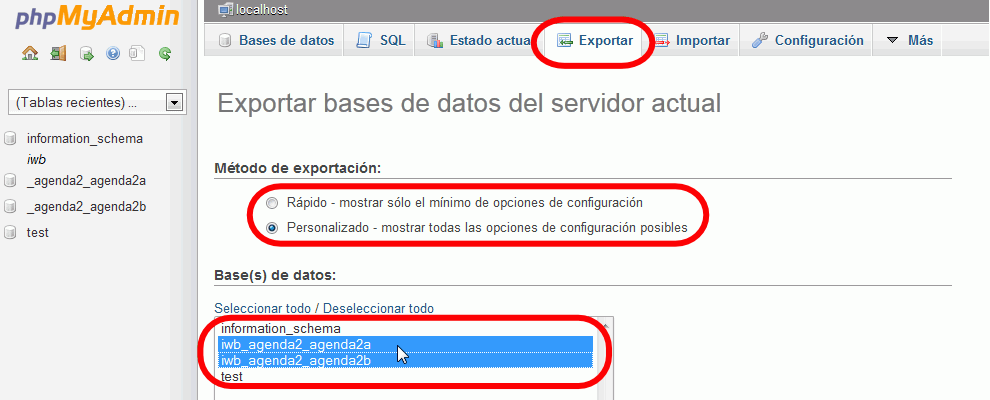 phpMyAdmin
localhost
Bases de datos SQL Estado actua Exportar Importar Configuración Más
(Tablas recientes) ...
information_schema
iwb
_agenda2_agenda2a
_agenda2_agenda2b
test
Exportar bases de datos del servidor actual
Método de exportación:
Rápido - mostrar sólo el mínimo de opciones de configuración
Personalizado - mostrar todas las opciones de configuración posibles
Base(s) de datos:
Seleccionar todo / Deseleccionar todo
information_schema
iwb_agenda2_agenda2a
iwb_agenda2_agenda2b
test